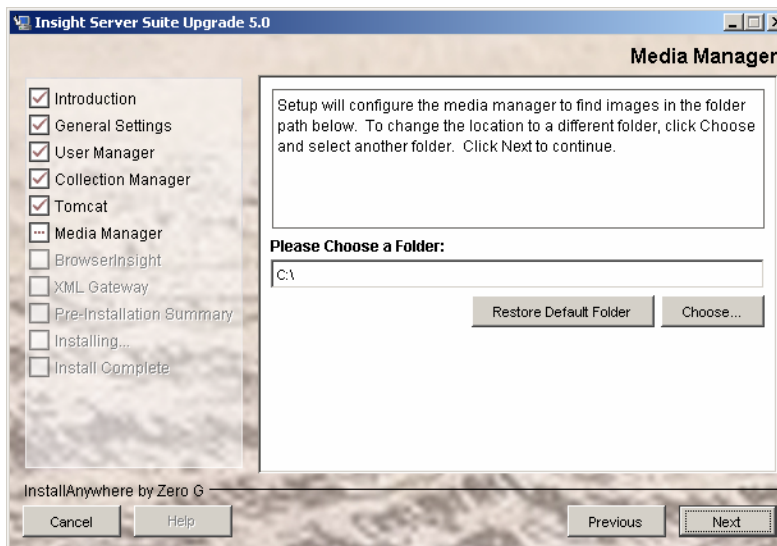 Insight Server Suite Upgrade 5.0
Media Manager
Introduction
General Settings
User Manager
Collection Manager
Tomcat
Media Manager
BrowserInsight
XML Gateway
Pre-Installation Summary
Installing...
Install Complete
Setup will configure the media manager to find images in the folder
path below. To change the location to a different folder, click Choose
and select another folder. Click Next to continue.
Please Choose a Folder:
C:\
Restore Default Folder
Choose...
InstallAnywhere by Zero G
Cancel
Help
Previous
Next